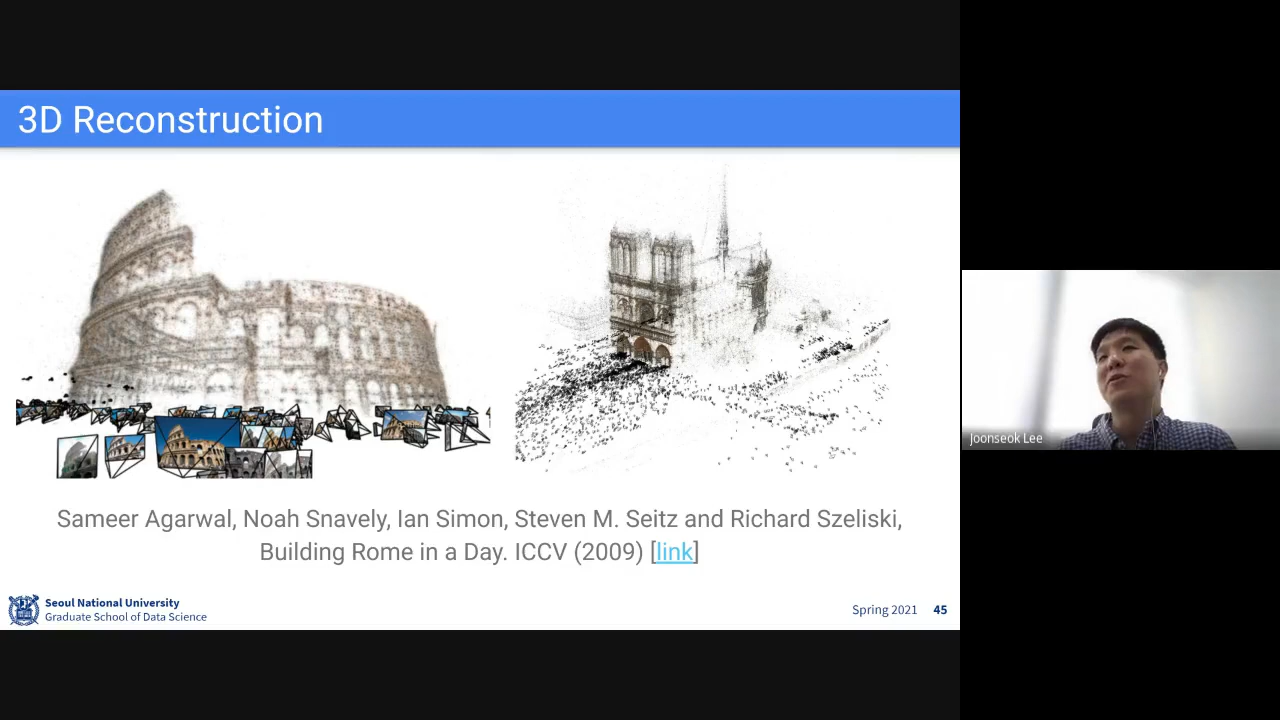 3D Reconstruction
Sameer Agarwal, Noah Snavely, Ian Simon, Steven M. Seitz and Richard Szeliski,
Building Rome in a Day. ICCV (2009) [link]
Seoul National University
Graduate School of Data Science
Spring 2021 45
Joonseok Lee